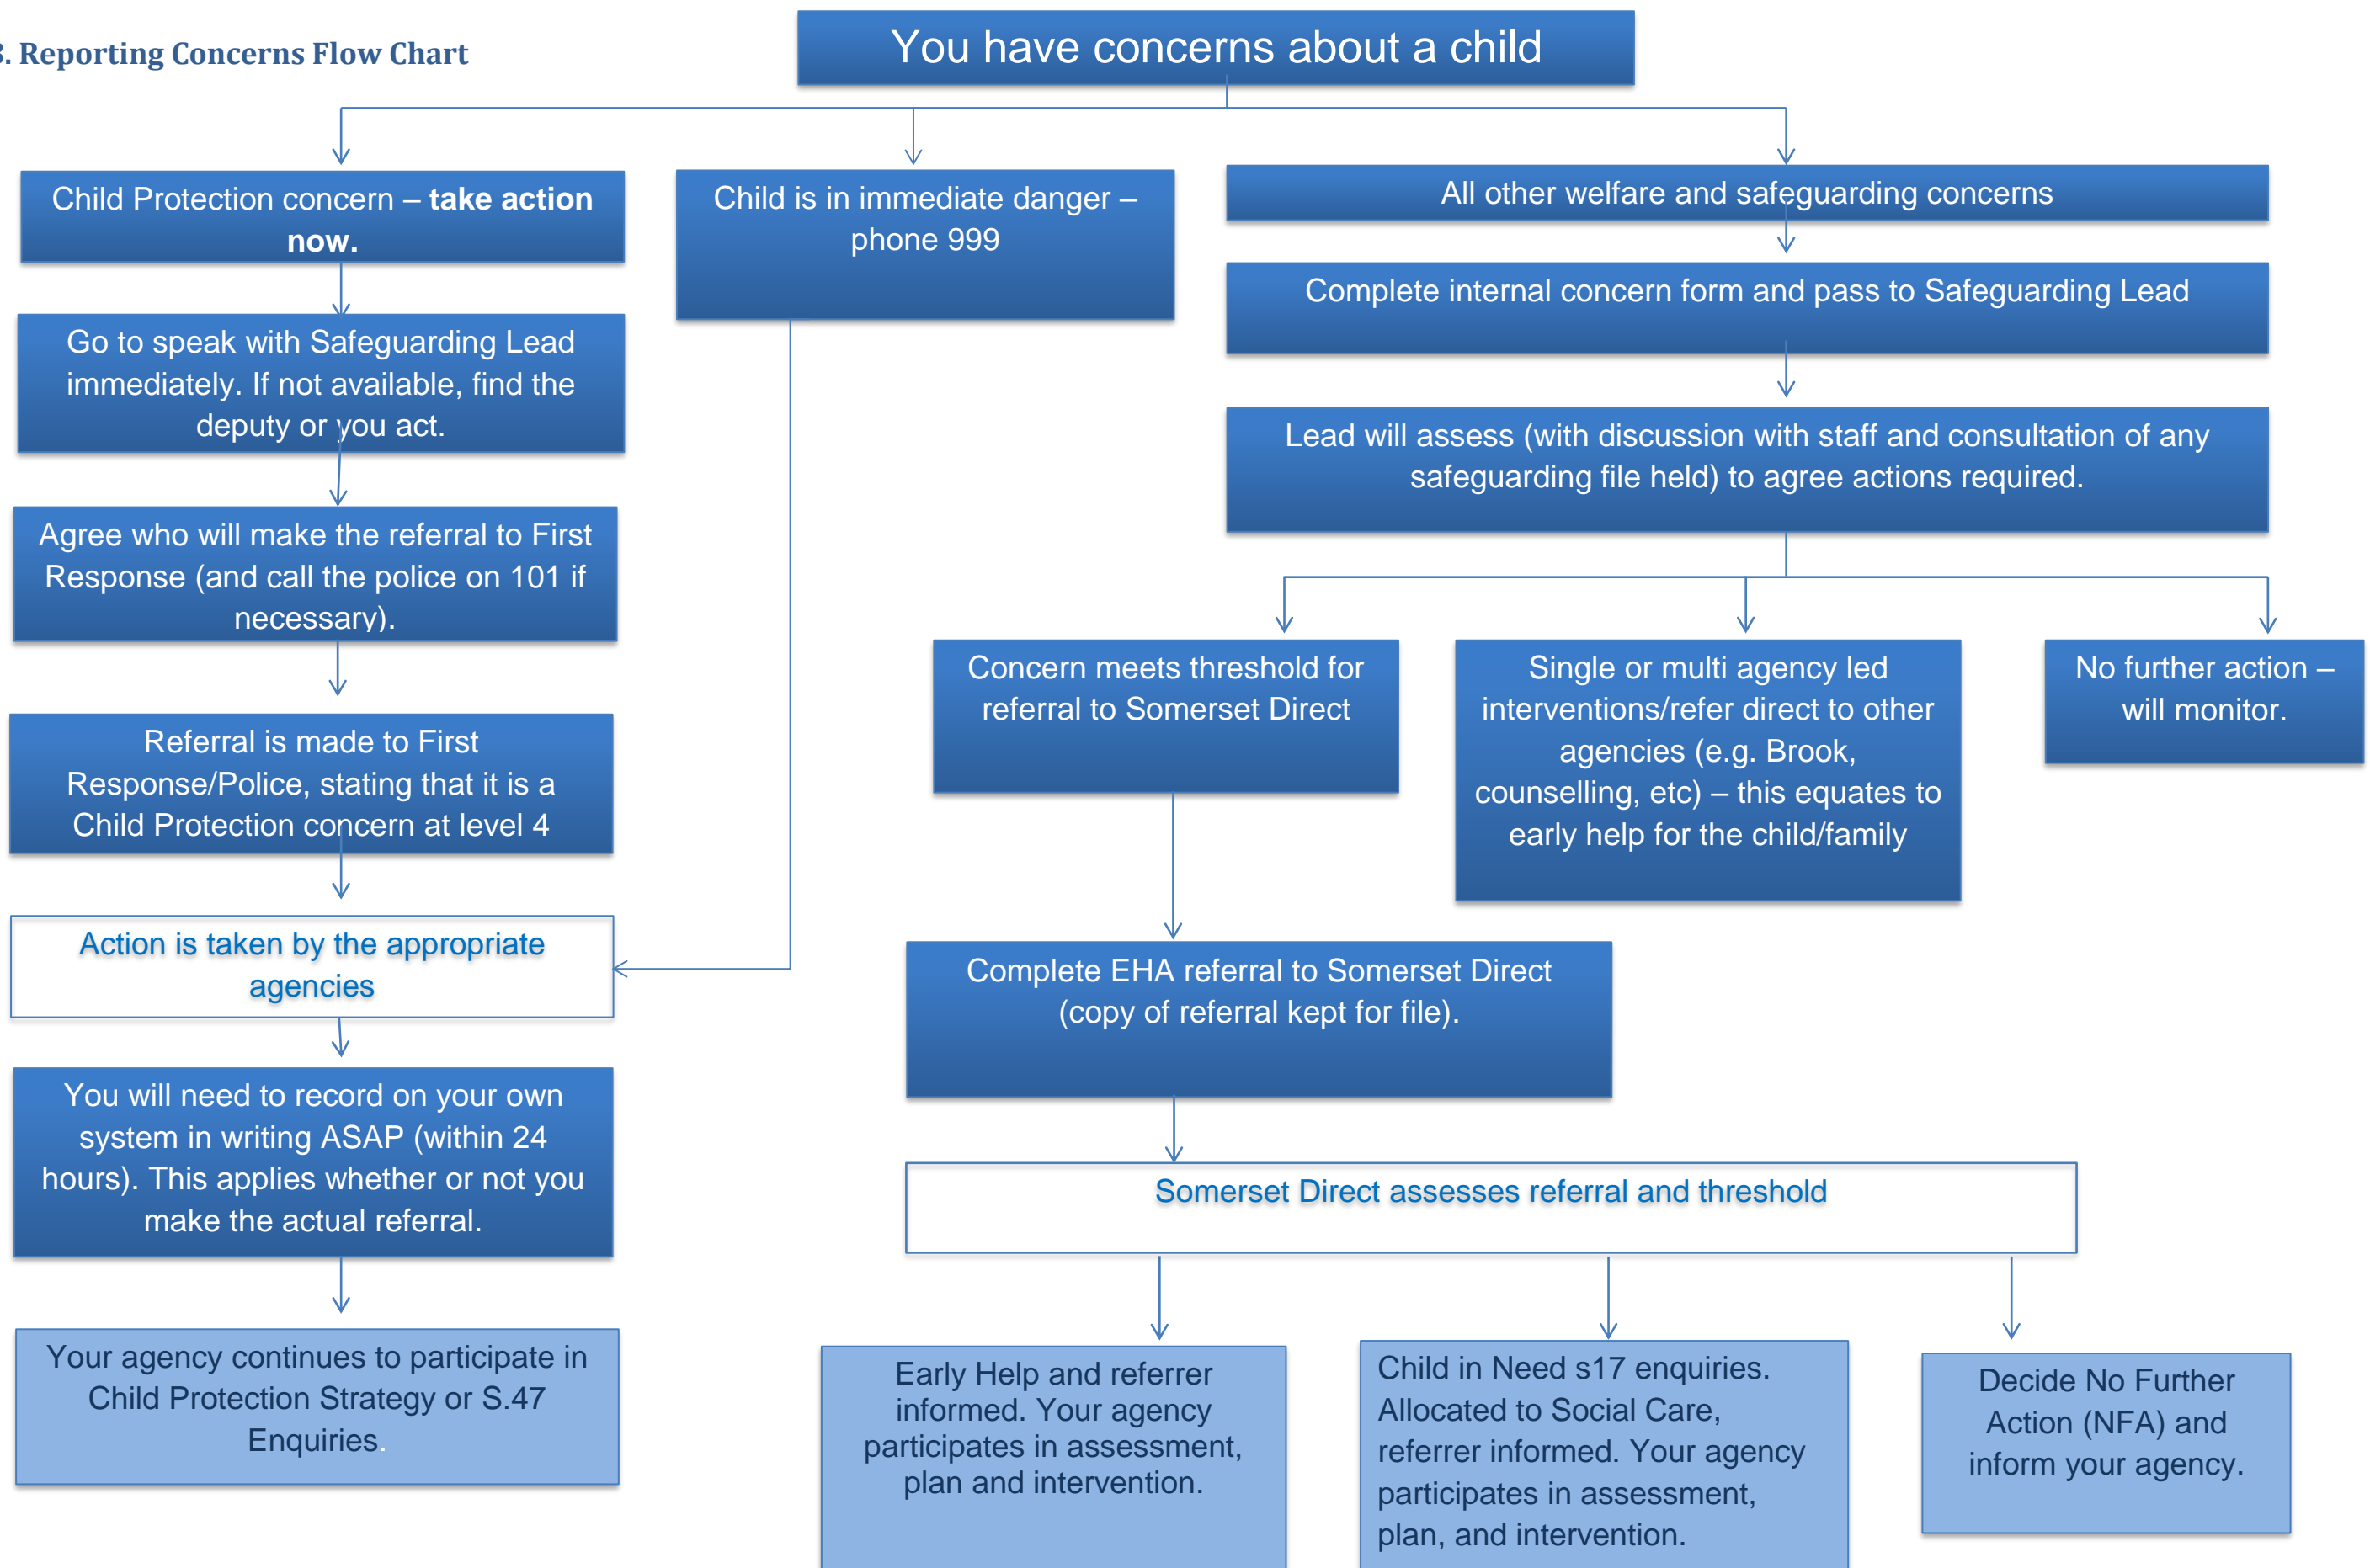 3. Reporting Concerns Flow Chart
You have concerns about a child
Child Protection concern – take action
now.
Go to speak with Safeguarding Lead
immediately. If not available, find the
deputy or you act.
Agree who will make the referral to First
Response (and call the police on 101 if
necessary).
Referral is made to First
Response/Police, stating that it is a
Child Protection concern at level 4
Action is taken by the appropriate
agencies
You will need to record on your own
system in writing ASAP (within 24
hours). This applies whether or not you
make the actual referral.
Your agency continues to participate in
Child Protection Strategy or S.47
Enquiries.
Child is in immediate danger –
phone 999
All other welfare and safeguarding concerns
Complete internal concern form and pass to Safeguarding Lead
Lead will assess (with discussion with staff and consultation of any
safeguarding file held) to agree actions required.
Concern meets threshold for
referral to Somerset Direct
Single or multi agency led
interventions/refer direct to other
agencies (e.g. Brook,
counselling, etc) – this equates to
early help for the child/family
No further action –
will monitor.
Complete EHA referral to Somerset Direct
(copy of referral kept for file).
Somerset Direct assesses referral and threshold
Early Help and referrer
informed. Your agency
participates in assessment,
plan and intervention.
Child in Need s17 enquiries.
Allocated to Social Care,
referrer informed. Your agency
participates in assessment,
plan, and intervention.
Decide No Further
Action (NFA) and
inform your agency.